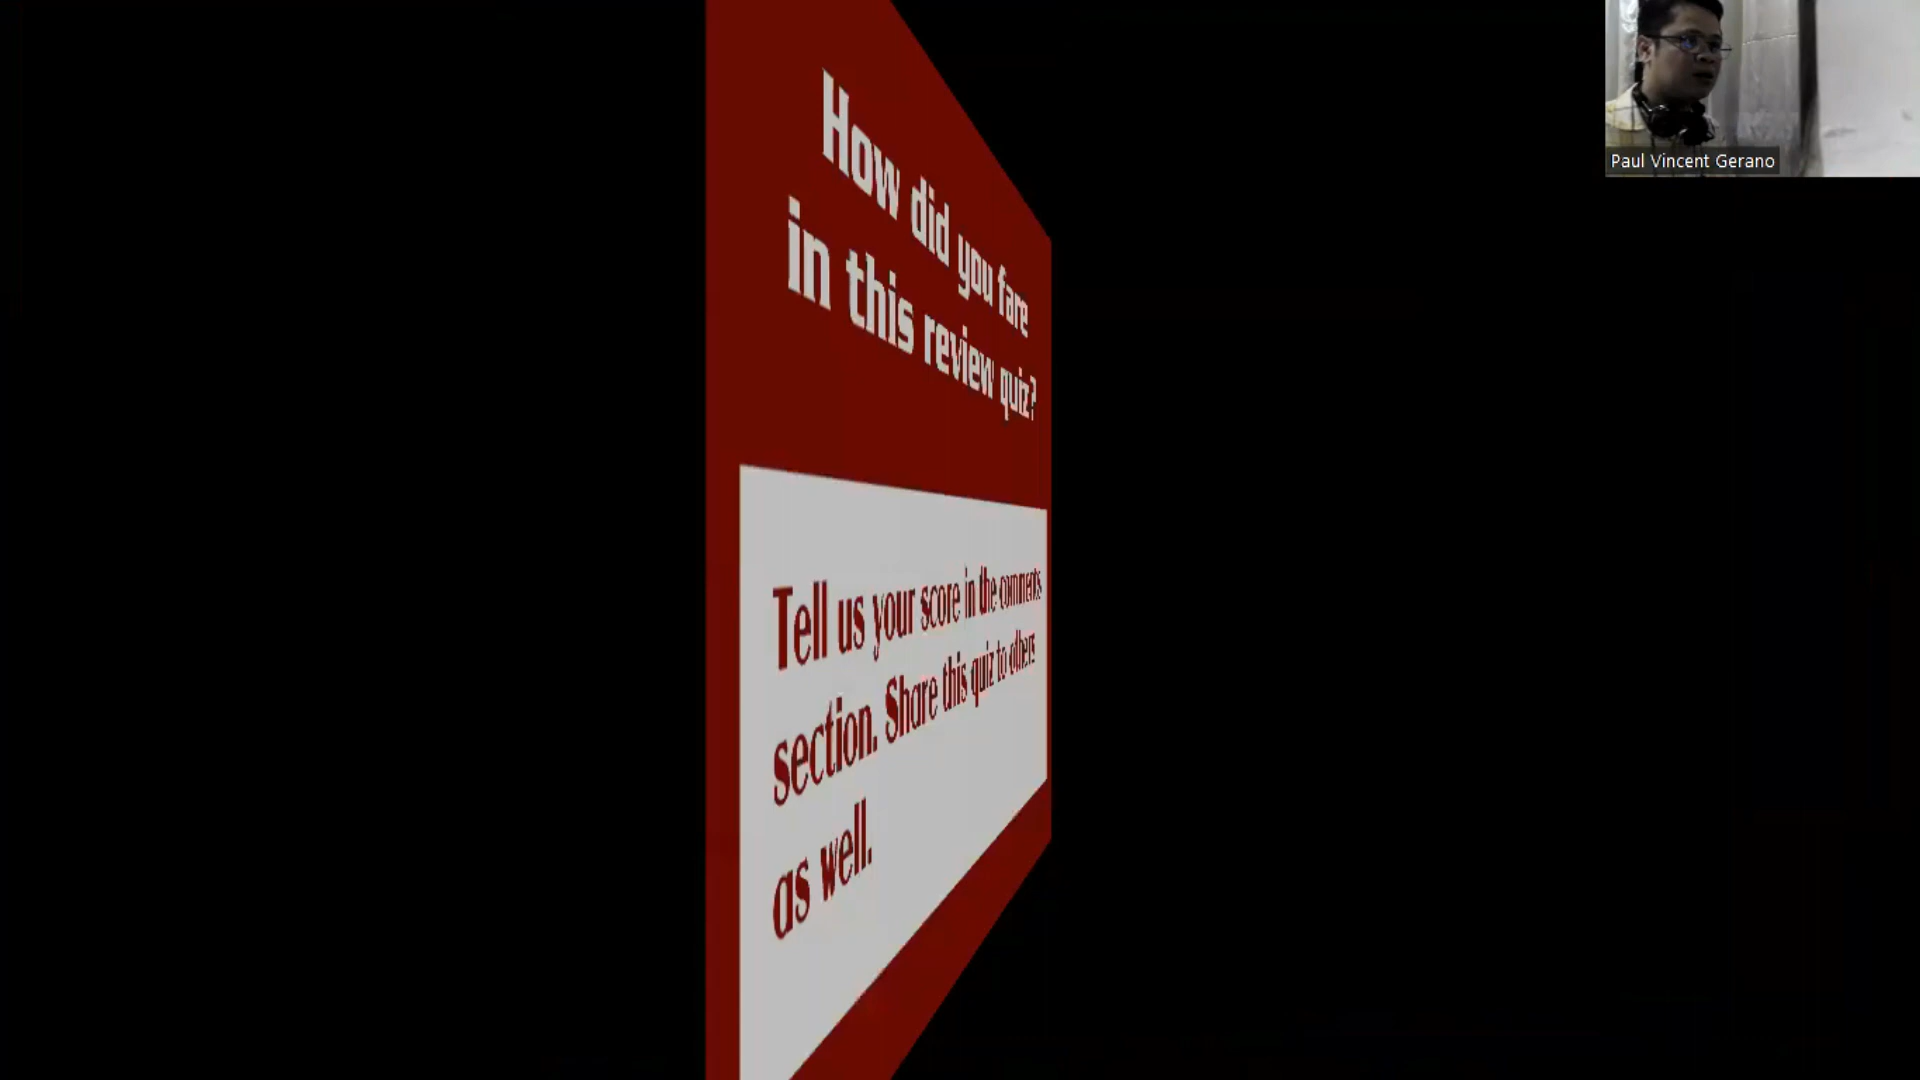 How did you fare
in this review quiz?
Tell us your score in the comments
section. Share this quiz to others
as well.
Paul Vincent Gerano